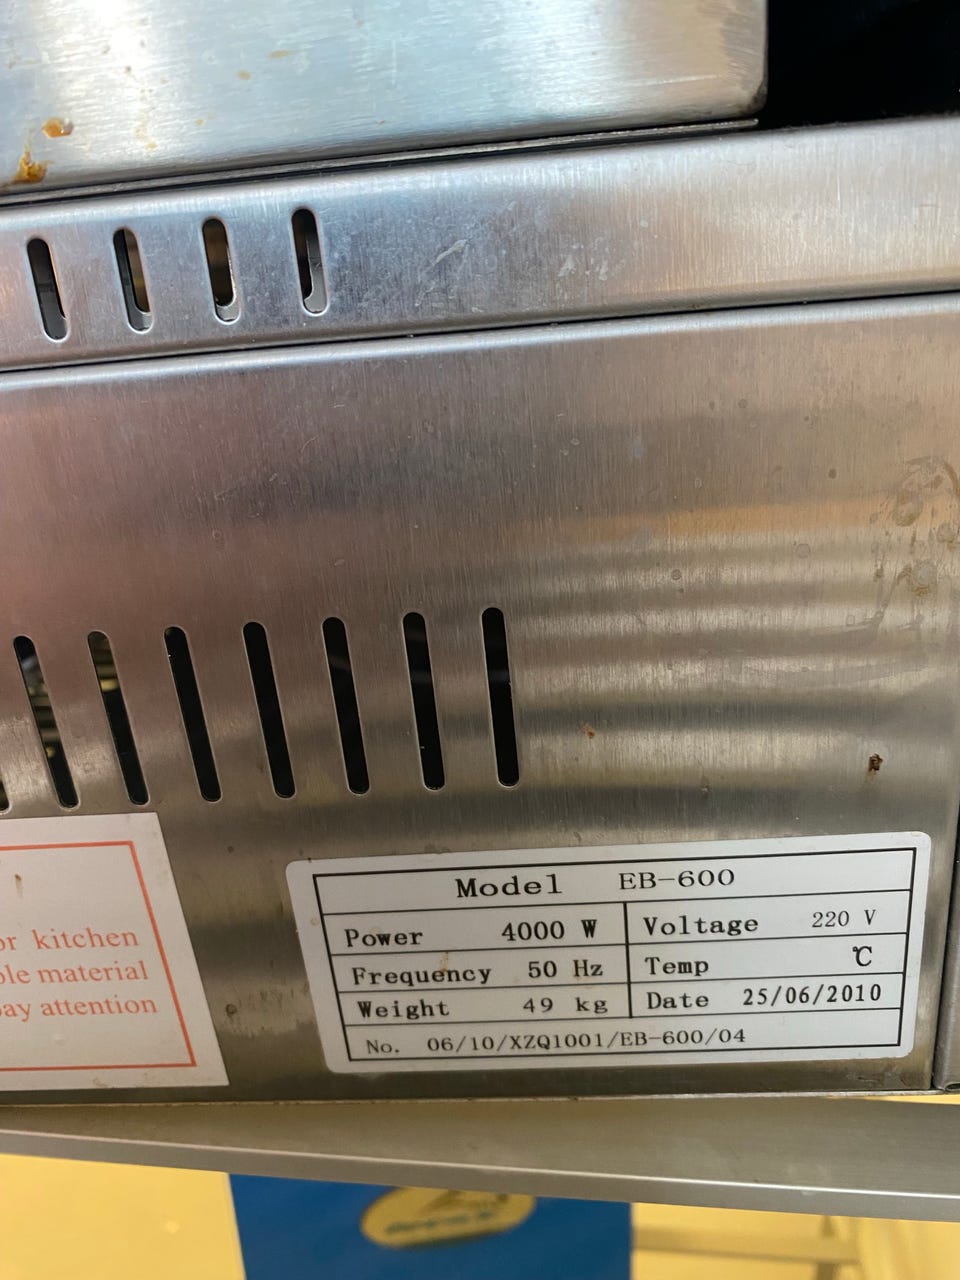 or kitchen
ble material
pay attention
Model EB-600
Power 4000 W Voltage 220 V
Frequency 50 Hz Temp ℃
Weight 49 kg Date 25/06/2010
No. 06/10/XZQ1001/EB-600/04